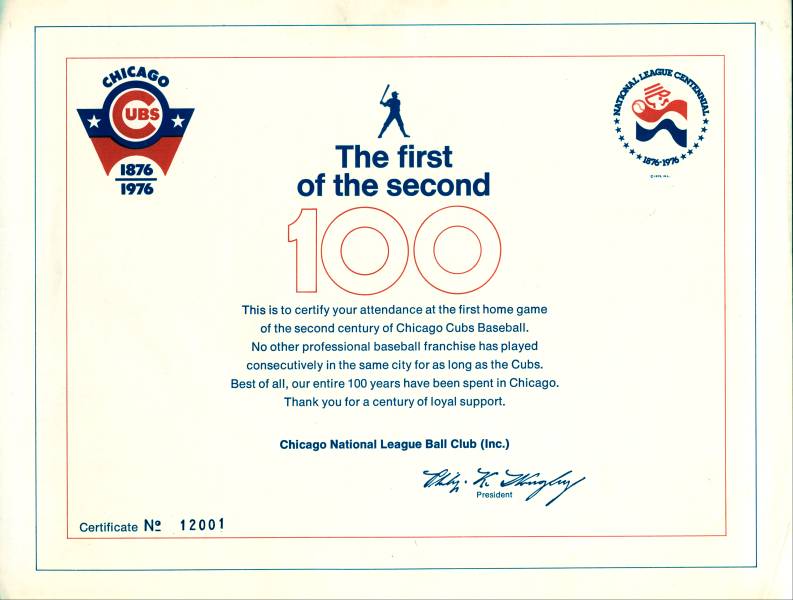 CHICAGO
CUBS
1876
1976
NATIONAL LEAGUE CENTENNIAL
1876-1976
The first
of the second
100
This is to certify your attendance at the first home game
of the second century of Chicago Cubs Baseball.
No other professional baseball franchise has played
consecutively in the same city for as long as the Cubs.
Best of all, our entire 100 years have been spent in Chicago.
Thank you for a century of loyal support.
Chicago National League Ball Club (Inc.)
Philip K. Wrigley
President
Certificate № 12001